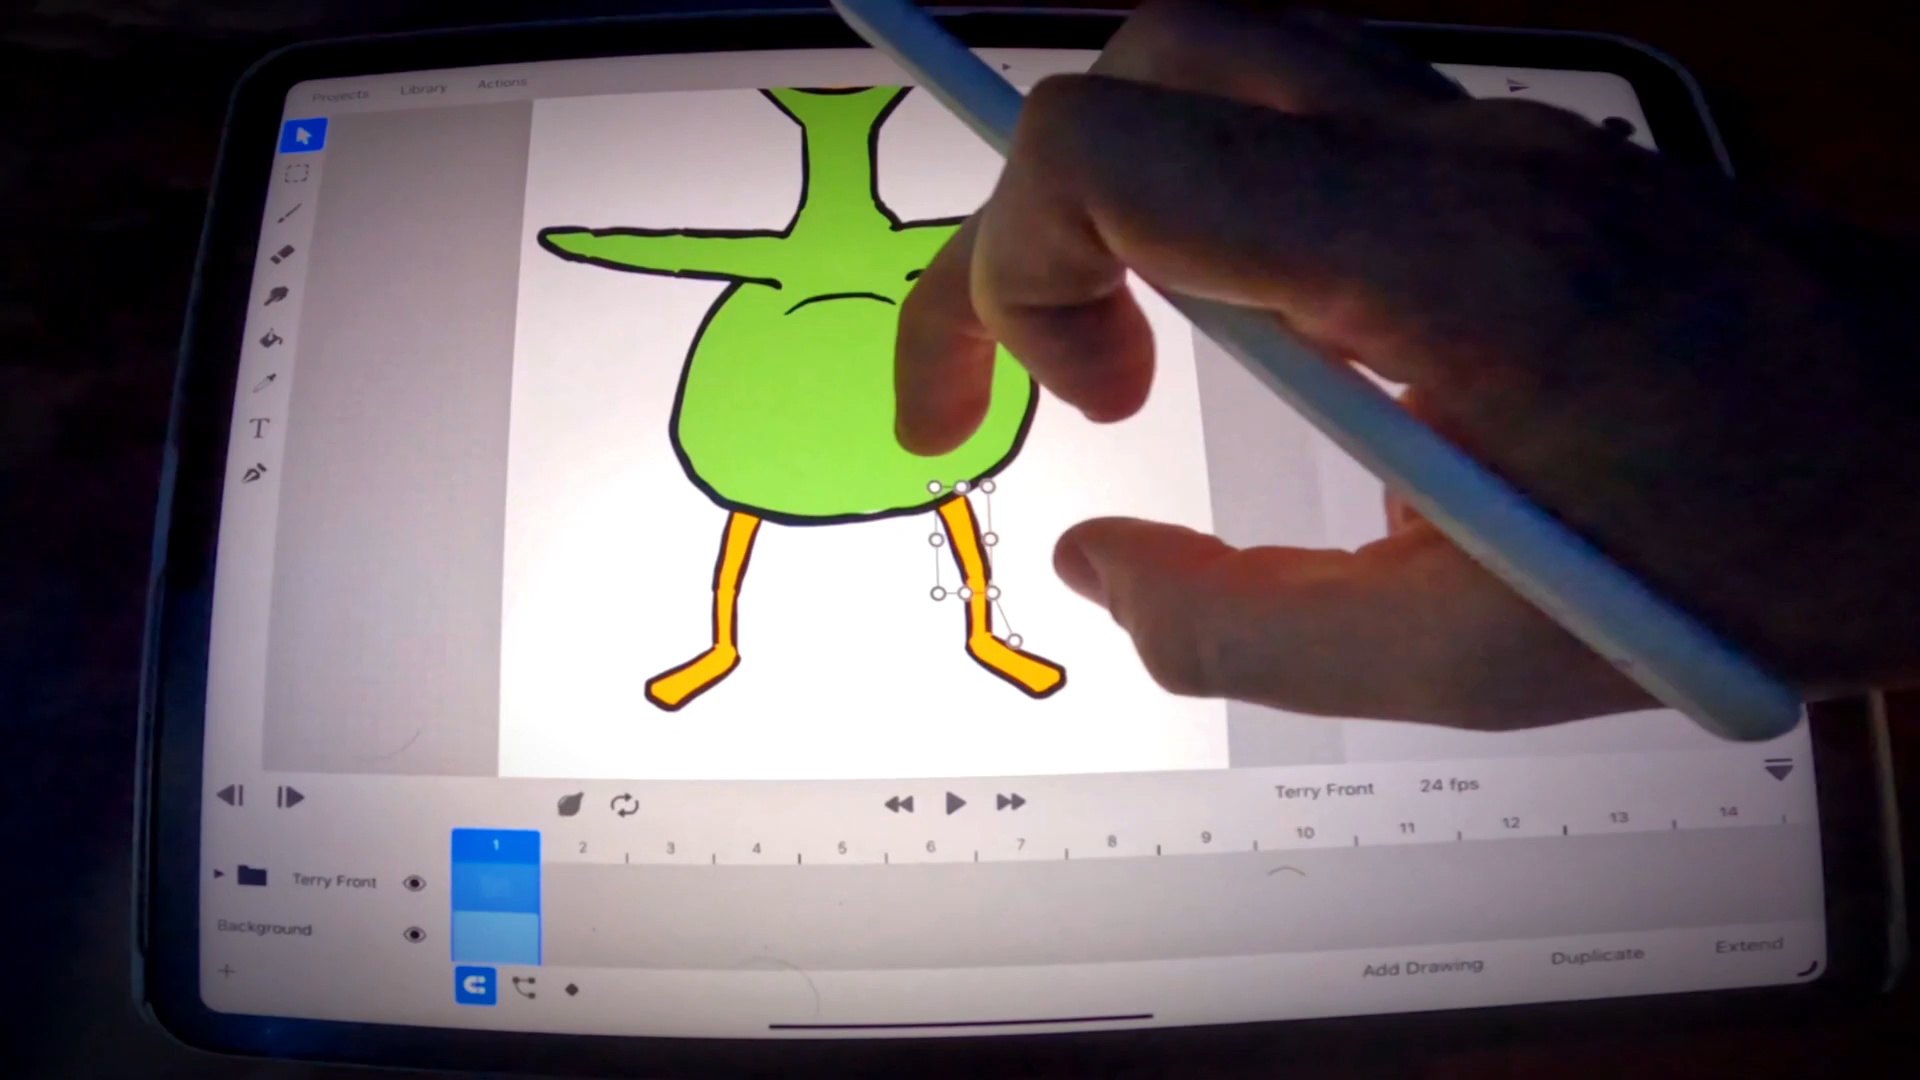 Projects Library Actions
T
Terry Front 24 fps
1 2 3 4 5 6 7 8 9 10 11 12 13 14
Terry Front
Background
Add Drawing Duplicate Extend